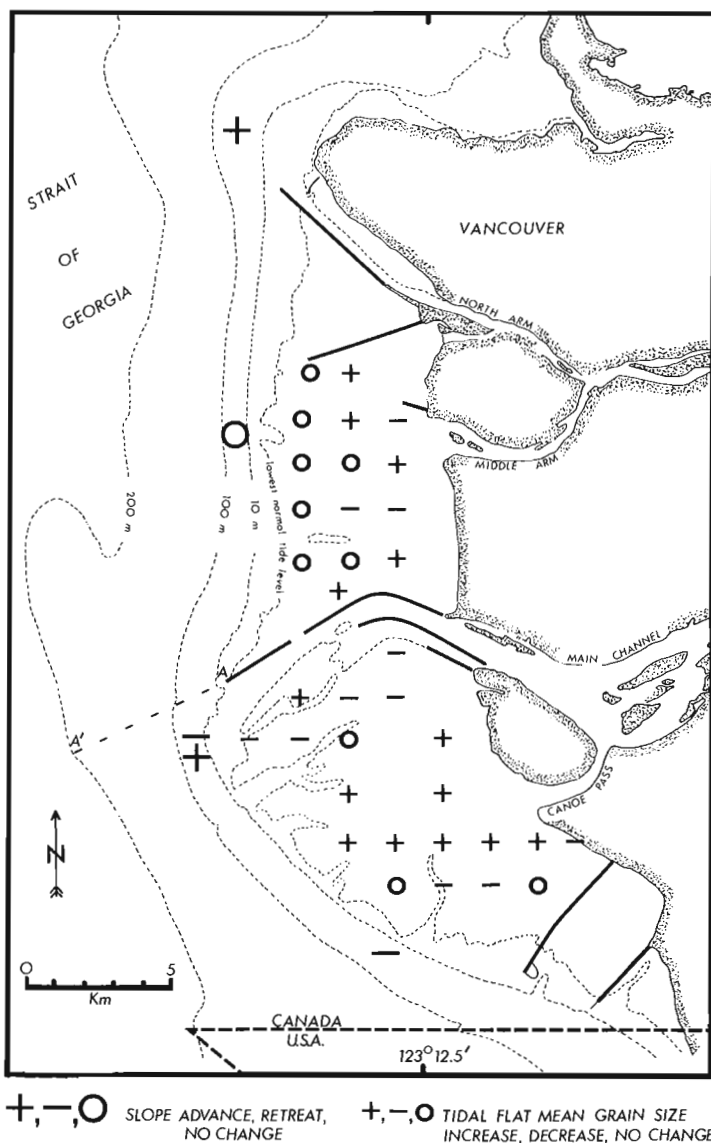 STRAIT
OF
GEORGIA
VANCOUVER
NORTH ARM
MIDDLE ARM
200 m
100 m
10 m
lowest normal tide level
MAIN CHANNEL
A
A'
CANOE PASS
N
0 5
Km
CANADA
U.S.A.
123° 12.5'
+,−,O SLOPE ADVANCE, RETREAT,
NO CHANGE
+,−,O TIDAL FLAT MEAN GRAIN SIZE
INCREASE, DECREASE, NO CHANGE